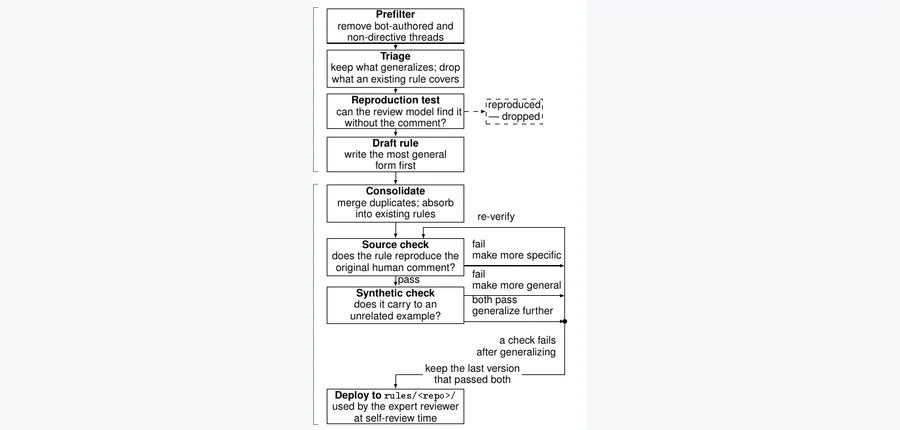 Prefilter
remove bot-authored and
non-directive threads
Triage
keep what generalizes; drop
what an existing rule covers
Reproduction test
can the review model find it
without the comment?
reproduced
— dropped
Draft rule
write the most general
form first
Consolidate
merge duplicates; absorb
into existing rules
re-verify
Source check
does the rule reproduce the
original human comment?
fail
make more specific
pass
Synthetic check
does it carry to an
unrelated example?
fail
make more general
both pass
generalize further
a check fails
after generalizing
keep the last version
that passed both
Deploy to rules/<repo>/
used by the expert reviewer
at self-review time